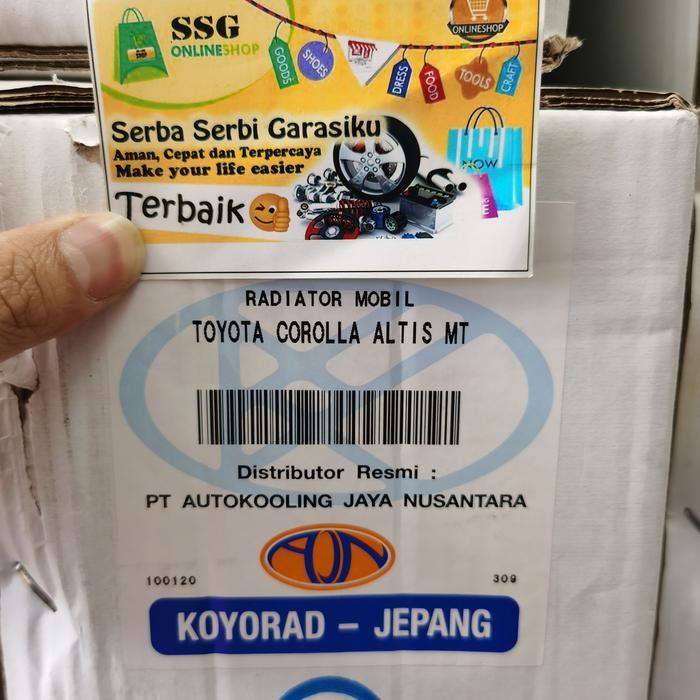 SSG
ONLINESHOP
ONLINESHOP
GOODS
SHOES
DRESS
FOOD
TOOLS
CRAFT
Serba Serbi Garasiku
Aman, Cepat dan Terpercaya
Make your life easier
Terbaik
NOW
RADIATOR MOBIL
TOYOTA COROLLA ALTIS MT
Distributor Resmi :
PT AUTOKOOLING JAYA NUSANTARA
AJN
100120 309
KOYORAD – JEPANG